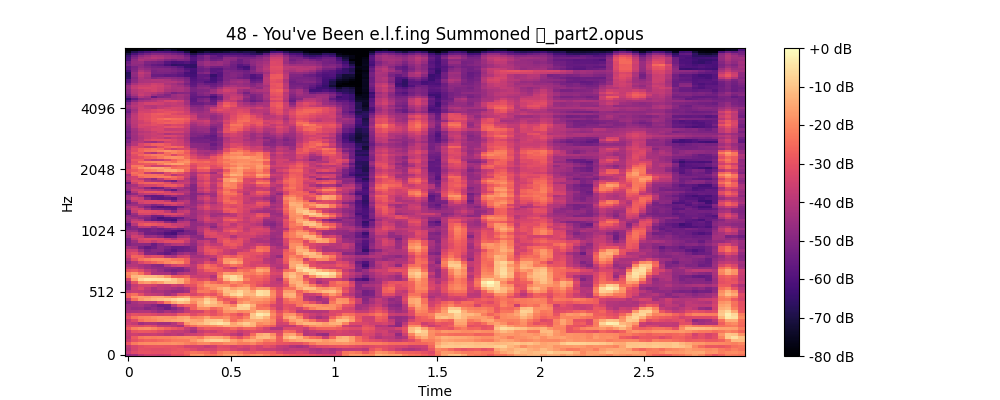 48 - You've Been e.l.f.ing Summoned _part2.opus
Hz
4096
2048
1024
512
0
0 0.5 1 1.5 2 2.5
Time
+0 dB
-10 dB
-20 dB
-30 dB
-40 dB
-50 dB
-60 dB
-70 dB
-80 dB